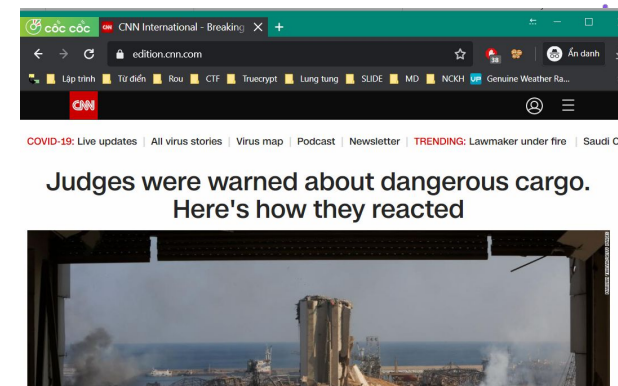 cốc cốc CNN CNN International - Breaking
edition.cnn.com 38 Ẩn danh
Lập trình Từ điển Rou CTF Truecrypt Lung tung SLIDE MD NCKH UP Genuine Weather Ra...
CNN
COVID-19: Live updates | All virus stories | Virus map | Podcast | Newsletter | TRENDING: Lawmaker under fire | Saudi C
Judges were warned about dangerous cargo.
Here's how they reacted